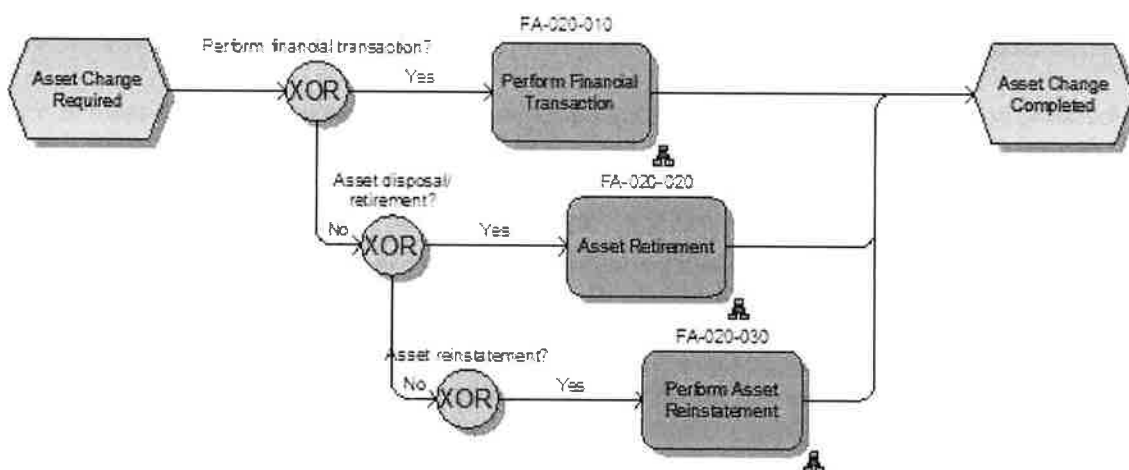 FA-020-010
Perform financial transaction?
Asset Change
Required
XOR
Yes
Perform Financial
Transaction
Asset Change
Completed
Asset disposal/
retirement?
FA-020-020
No
XOR
Yes
Asset Retirement
FA-020-030
Asset reinstatement?
No
XOR
Yes
Perform Asset
Reinstatement